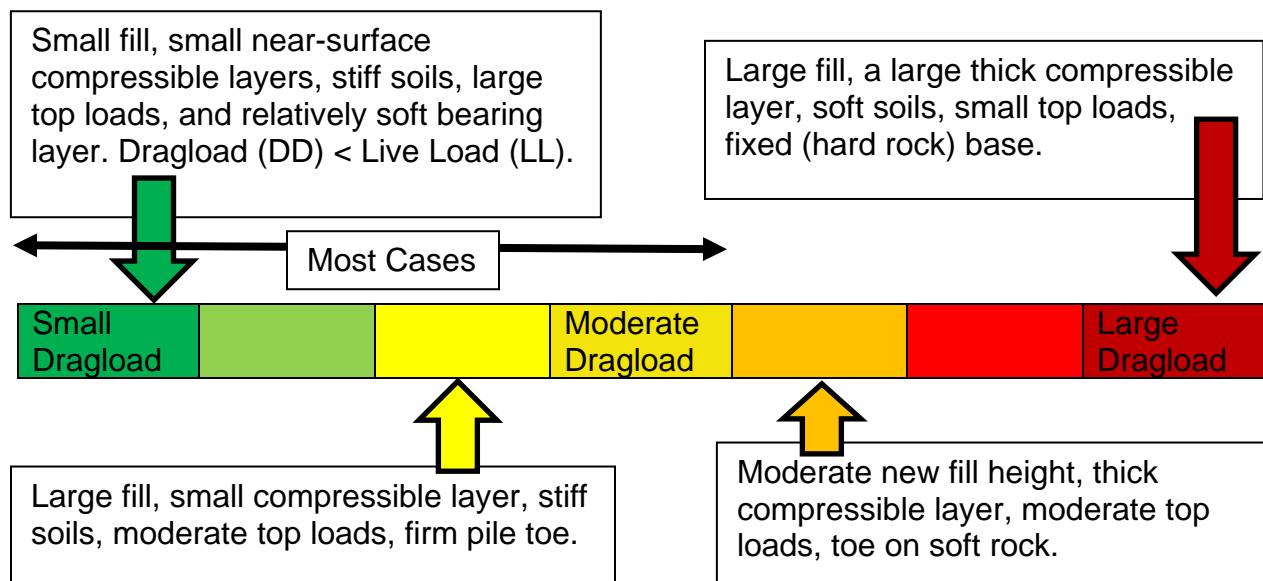 Small fill, small near-surface
compressible layers, stiff soils, large
top loads, and relatively soft bearing
layer. Dragload (DD) < Live Load (LL).
Large fill, a large thick compressible
layer, soft soils, small top loads,
fixed (hard rock) base.
Most Cases
Small
Dragload
Moderate
Dragload
Large
Dragload
Large fill, small compressible layer, stiff
soils, moderate top loads, firm pile toe.
Moderate new fill height, thick
compressible layer, moderate top
loads, toe on soft rock.